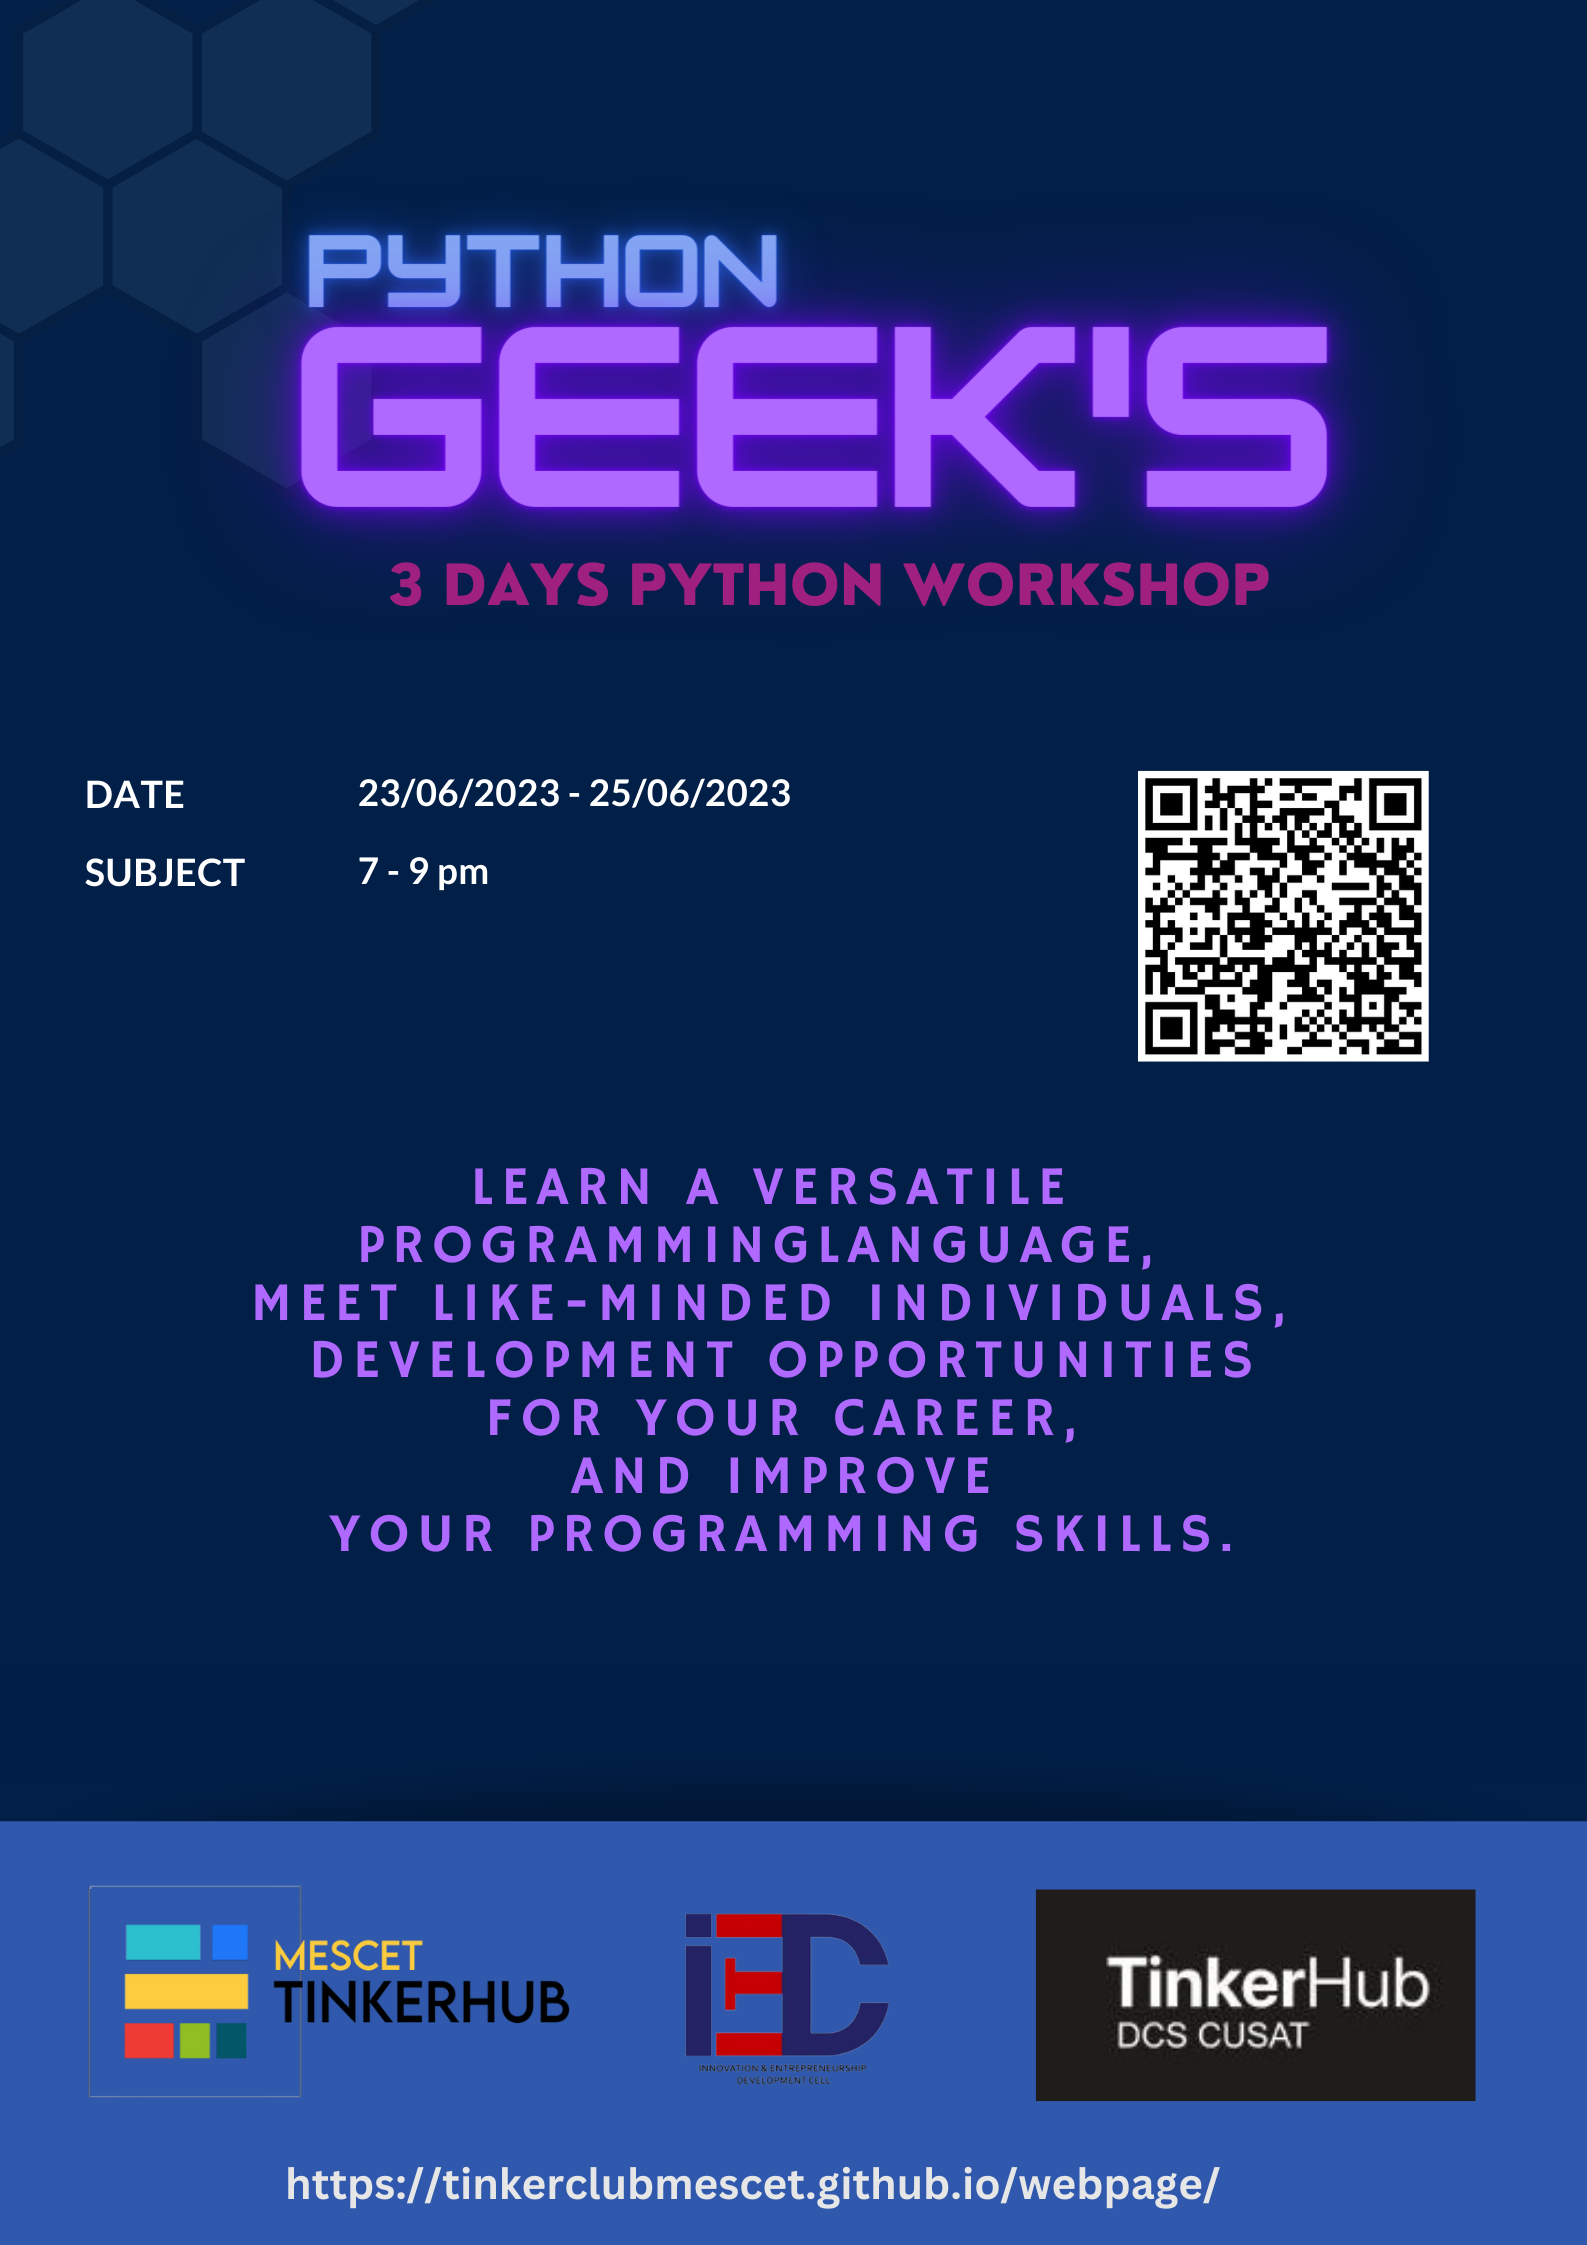 PYTHON
GEEK'S
3 DAYS PYTHON WORKSHOP
DATE 23/06/2023 - 25/06/2023
SUBJECT 7 - 9 pm
LEARN A VERSATILE
PROGRAMMINGLANGUAGE,
MEET LIKE-MINDED INDIVIDUALS,
DEVELOPMENT OPPORTUNITIES
FOR YOUR CAREER,
AND IMPROVE
YOUR PROGRAMMING SKILLS.
MESCET
TINKERHUB
iEDC
INNOVATION & ENTREPRENEURSHIP
DEVELOPMENT CELL
TinkerHub
DCS CUSAT
https://tinkerclubmescet.github.io/webpage/